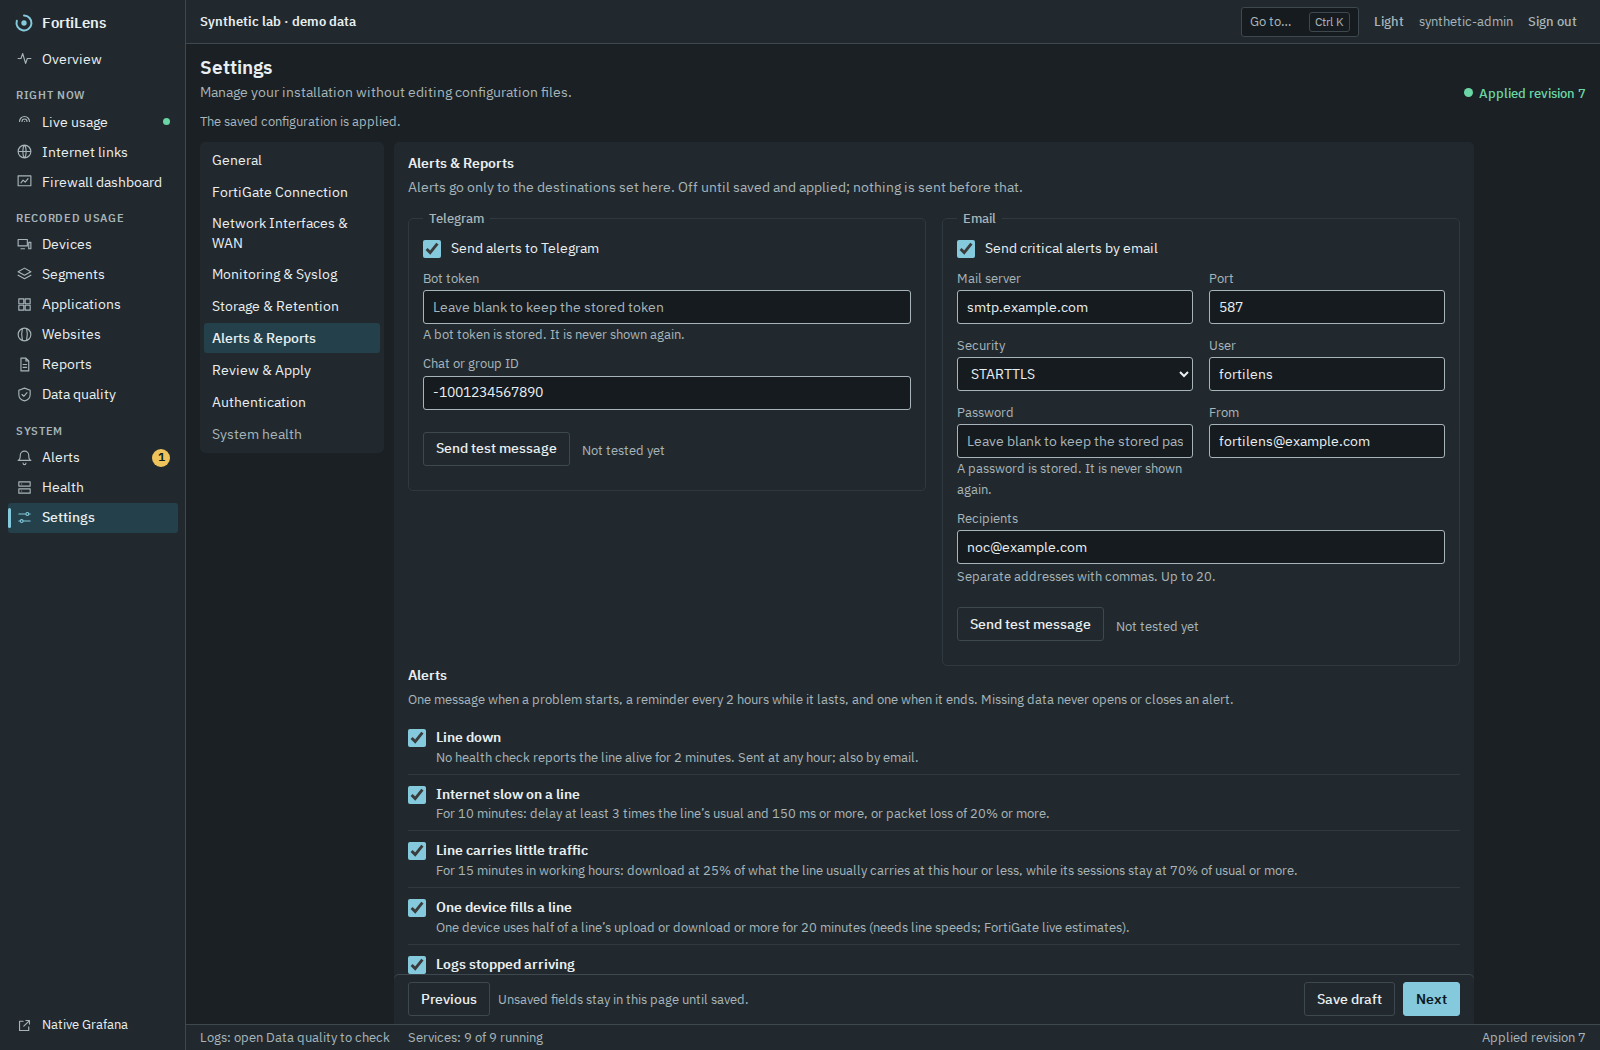 FortiLens
Synthetic lab · demo data
Go to...
Ctrl K
Light
synthetic-admin
Sign out
Overview
RIGHT NOW
Live usage
Internet links
Firewall dashboard
RECORDED USAGE
Devices
Segments
Applications
Websites
Reports
Data quality
SYSTEM
Alerts
1
Health
Settings
Native Grafana
Settings
Manage your installation without editing configuration files.
Applied revision 7
The saved configuration is applied.
General
FortiGate Connection
Network Interfaces &
WAN
Monitoring & Syslog
Storage & Retention
Alerts & Reports
Review & Apply
Authentication
System health
Alerts & Reports
Alerts go only to the destinations set here. Off until saved and applied; nothing is sent before that.
Telegram
Send alerts to Telegram
Bot token
Leave blank to keep the stored token
A bot token is stored. It is never shown again.
Chat or group ID
-1001234567890
Send test message
Not tested yet
Email
Send critical alerts by email
Mail server
Port
smtp.example.com
587
Security
User
STARTTLS
fortilens
Password
From
Leave blank to keep the stored pas
fortilens@example.com
A password is stored. It is never shown
again.
Recipients
noc@example.com
Separate addresses with commas. Up to 20.
Send test message
Not tested yet
Alerts
One message when a problem starts, a reminder every 2 hours while it lasts, and one when it ends. Missing data never opens or closes an alert.
Line down
No health check reports the line alive for 2 minutes. Sent at any hour; also by email.
Internet slow on a line
For 10 minutes: delay at least 3 times the line's usual and 150 ms or more, or packet loss of 20% or more.
Line carries little traffic
For 15 minutes in working hours: download at 25% of what the line usually carries at this hour or less, while its sessions stay at 70% of usual or more.
One device fills a line
One device uses half of a line's upload or download or more for 20 minutes (needs line speeds; FortiGate live estimates).
Logs stopped arriving
Previous
Unsaved fields stay in this page until saved.
Save draft
Next
Logs: open Data quality to check
Services: 9 of 9 running
Applied revision 7